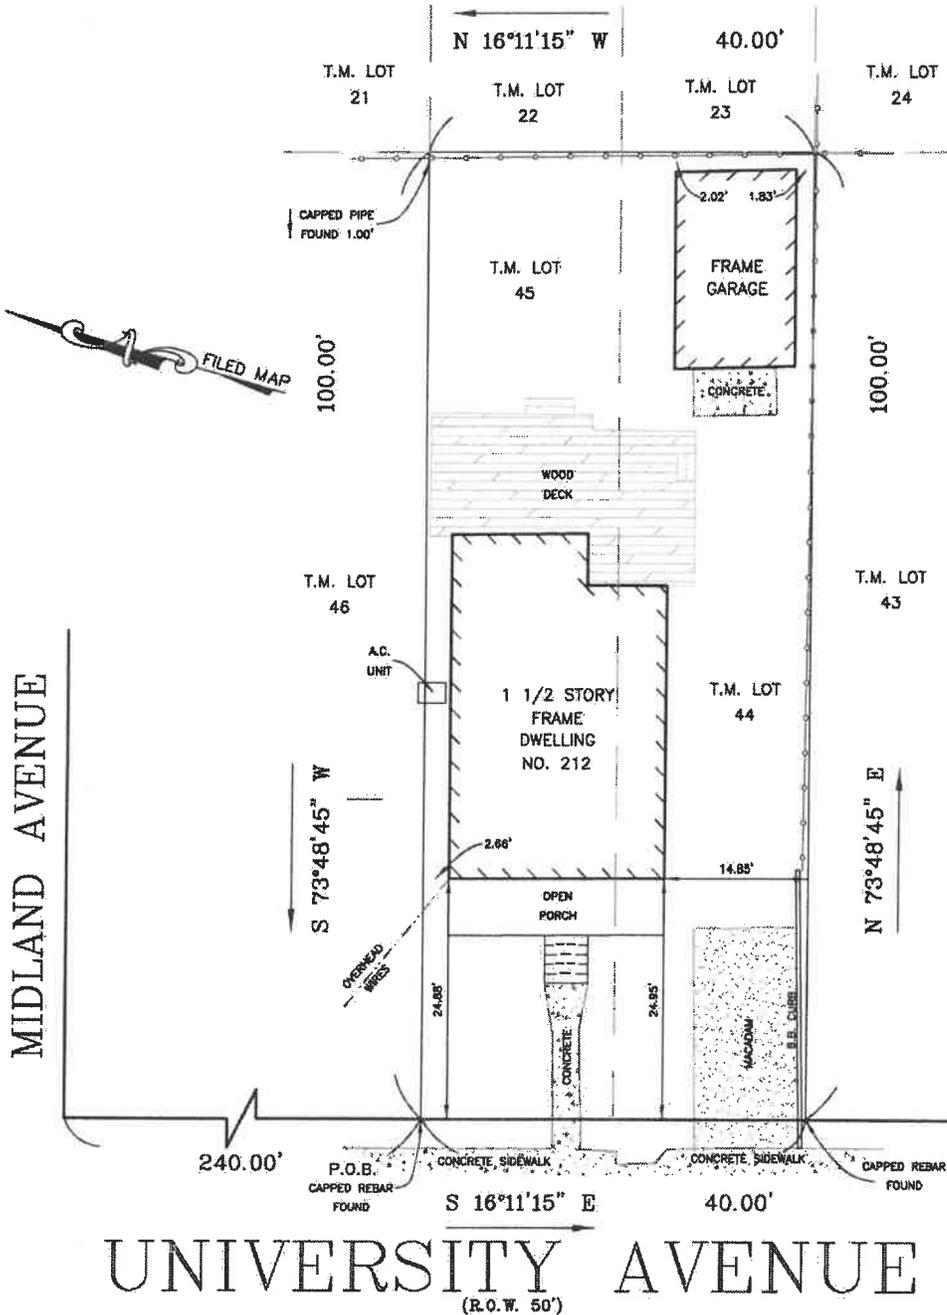 N 16°11'15" W
40.00'
T.M. LOT
21
T.M. LOT
22
T.M. LOT
23
T.M. LOT
24
CAPPED PIPE
FOUND 1.00'
2.02'
1.83'
T.M. LOT
45
FRAME
GARAGE
FILED MAP
100.00'
100.00'
CONCRETE
WOOD
DECK
T.M. LOT
46
T.M. LOT
43
A.C.
UNIT
1 1/2 STORY
FRAME
DWELLING
NO. 212
T.M. LOT
44
MIDLAND AVENUE
S 73°48'45" W
N 73°48'45" E
2.66'
14.85'
OPEN
PORCH
OVERHEAD
WIRES
24.88'
24.95'
CONCRETE
MACADAM
B.B. CURB
240.00'
P.O.B.
CAPPED REBAR
FOUND
CONCRETE SIDEWALK
CONCRETE SIDEWALK
CAPPED REBAR
FOUND
S 16°11'15" E
40.00'
UNIVERSITY AVENUE
(R.O.W. 50')